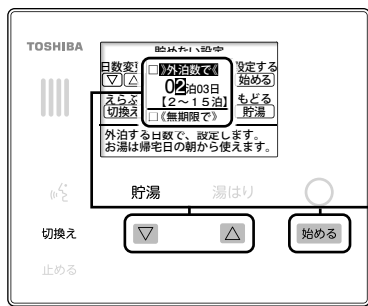 TOSHIBA
貯めない設定
日数変
▽△
設定する
始める
□《外泊数で《
02泊03日
【2～15泊】
□《無期限で》
えらぶ
切換え
もどる
貯湯
外泊する日数で、設定します。
お湯は帰宅日の朝から使えます。
貯湯
湯はり
切換え
▽
△
始める
止める